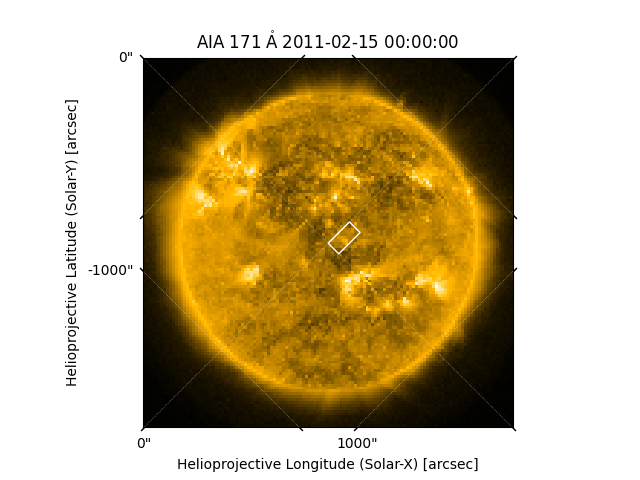 AIA 171 Å 2011-02-15 00:00:00
0"
Helioprojective Latitude (Solar-Y) [arcsec]
-1000"
0"
1000"
Helioprojective Longitude (Solar-X) [arcsec]